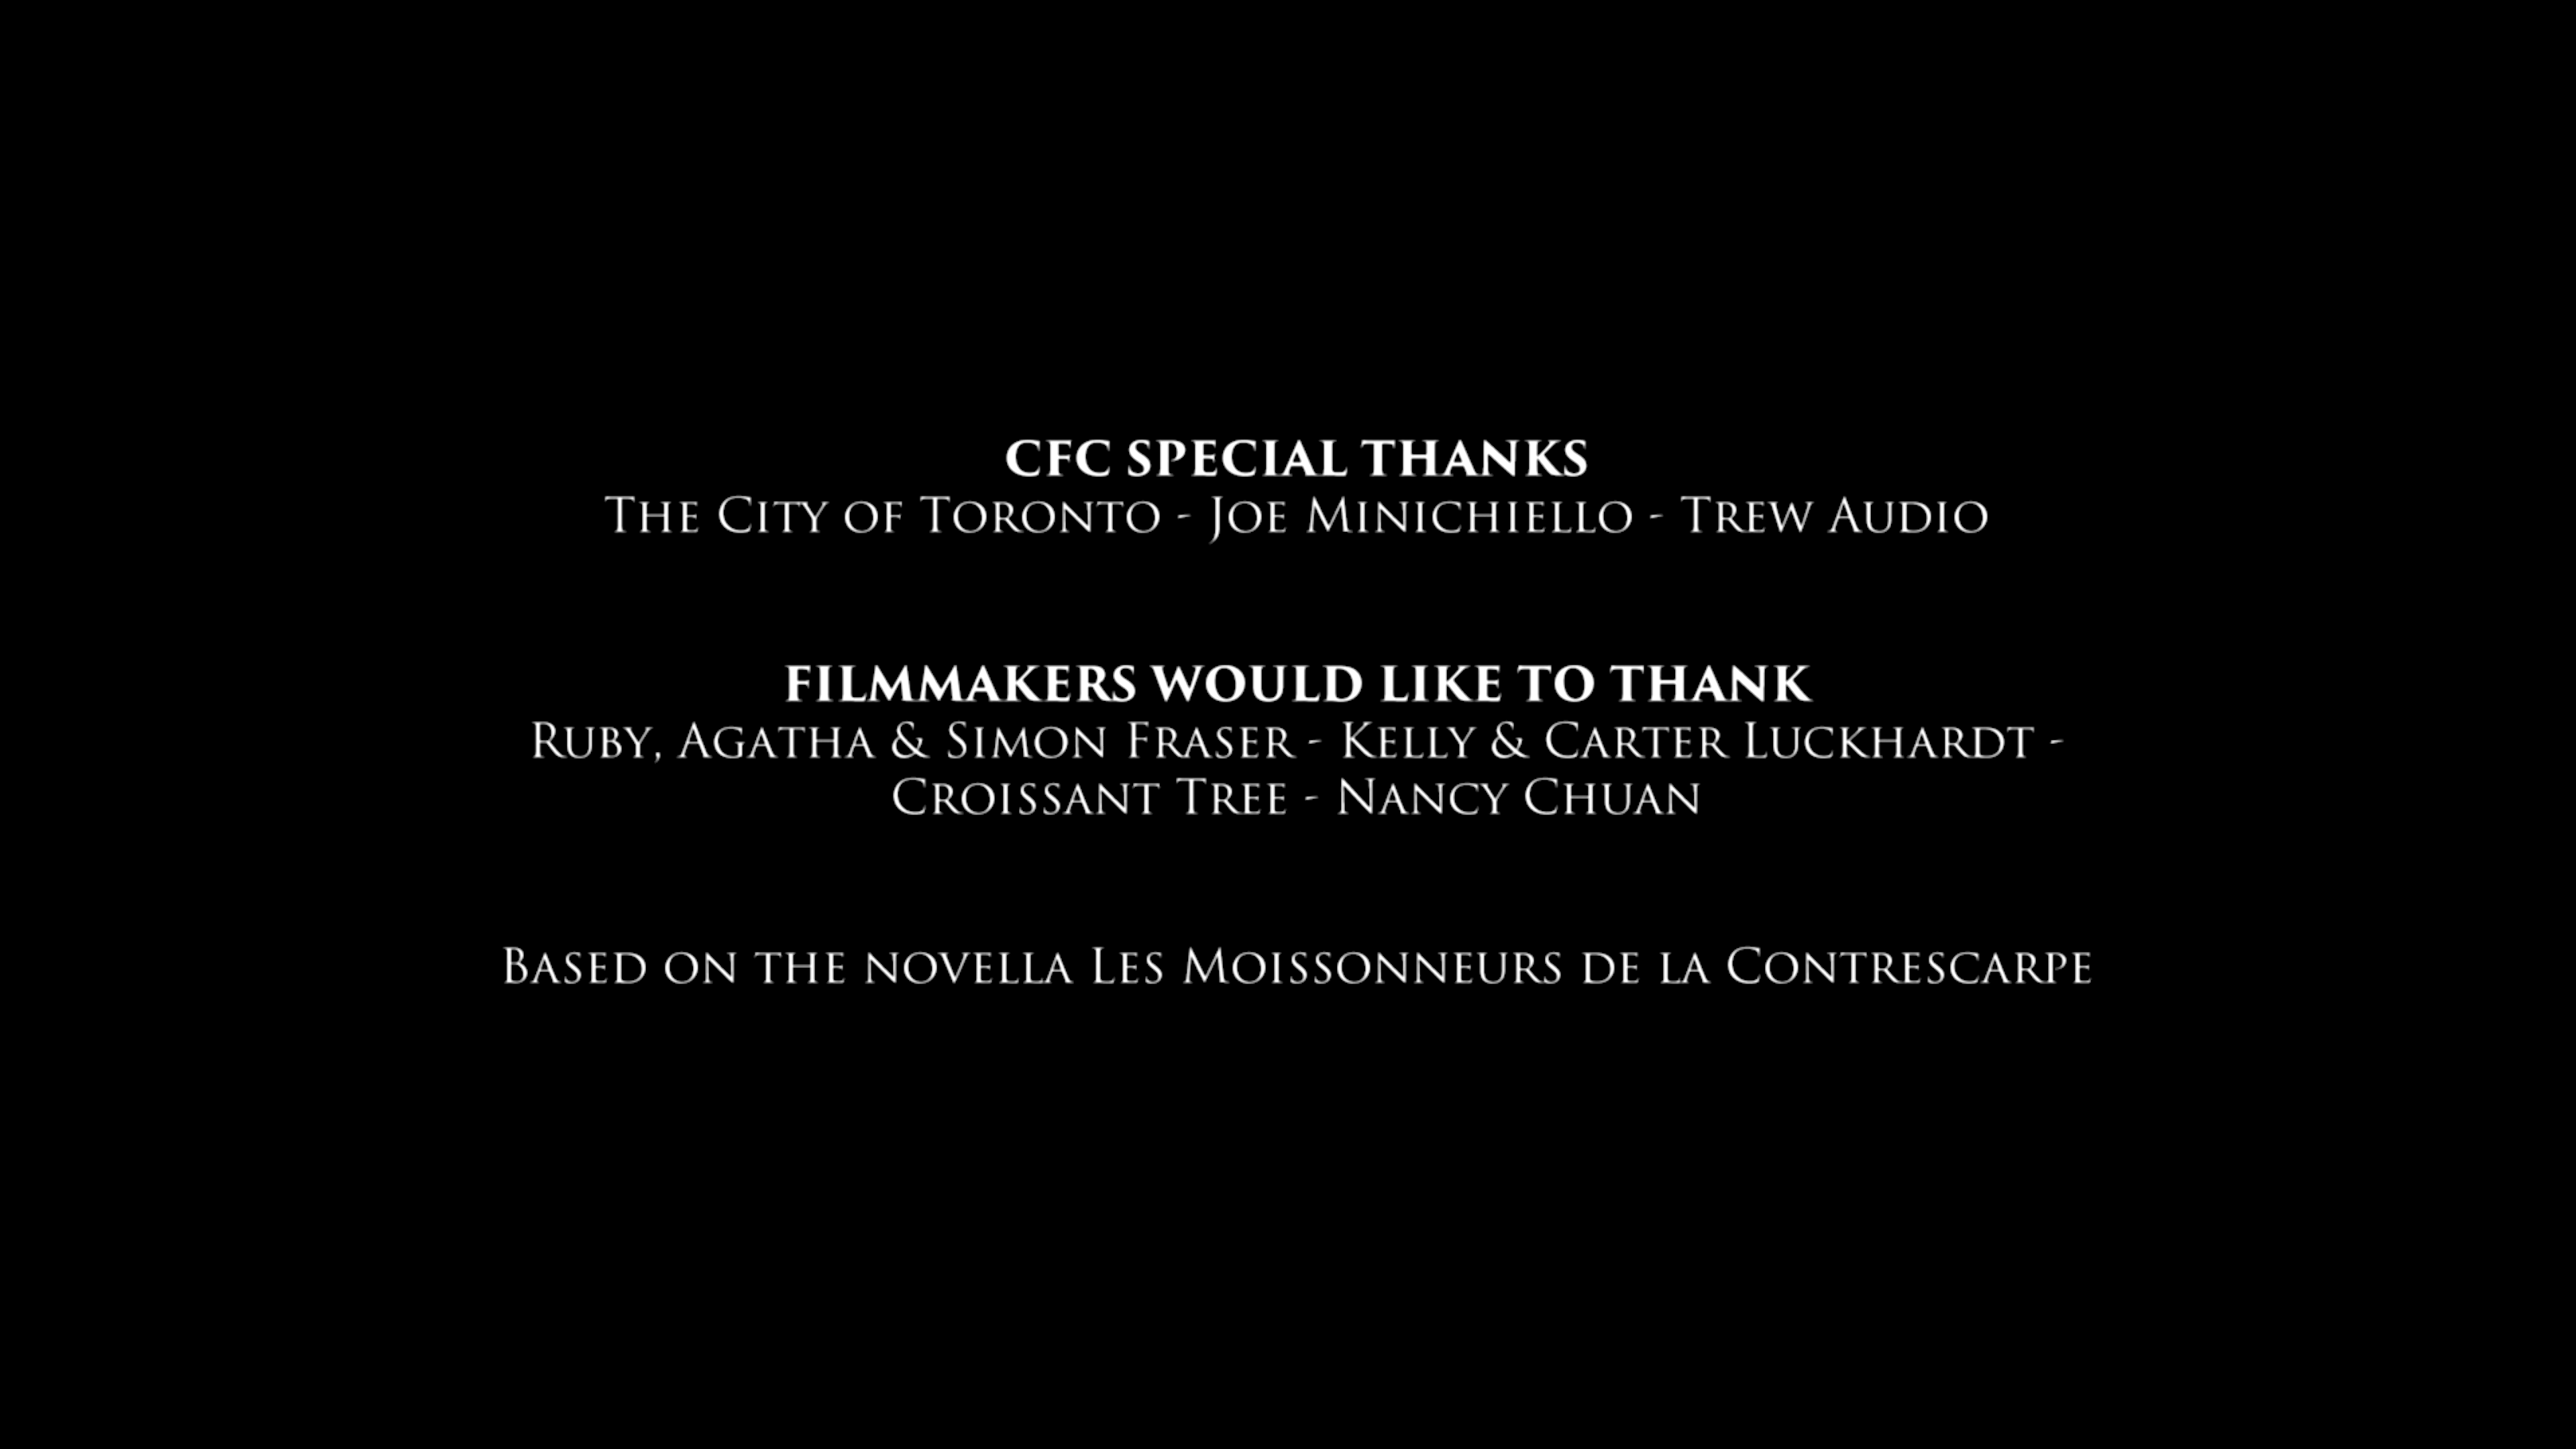 CFC SPECIAL THANKS
The City of Toronto - Joe Minichiello - Trew Audio
FILMMAKERS WOULD LIKE TO THANK
Ruby, Agatha & Simon Fraser - Kelly & Carter Luckhardt -
Croissant Tree - Nancy Chuan
Based on the novella Les Moissonneurs de la Contrescarpe